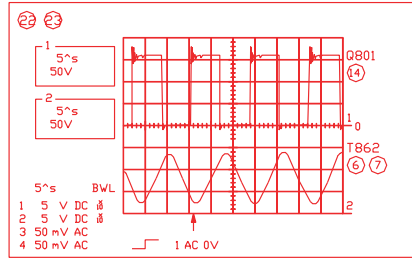 22 23
1
5^s
50V
2
5^s
50V
Q801
14
1
0
T862
6 7
2
5^s BWL
1 5 V DC
2 5 V DC
3 50 mV AC
4 50 mV AC
1 AC 0V